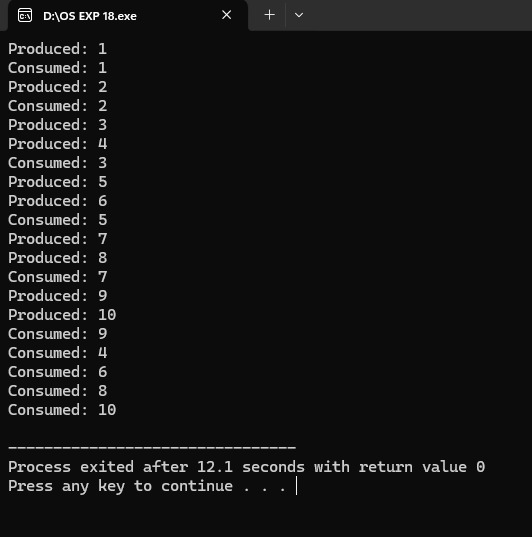 D:\OS EXP 18.exe
Produced: 1
Consumed: 1
Produced: 2
Consumed: 2
Produced: 3
Produced: 4
Consumed: 3
Produced: 5
Produced: 6
Consumed: 5
Produced: 7
Produced: 8
Consumed: 7
Produced: 9
Produced: 10
Consumed: 9
Consumed: 4
Consumed: 6
Consumed: 8
Consumed: 10
--------------------------------
Process exited after 12.1 seconds with return value 0
Press any key to continue . . .